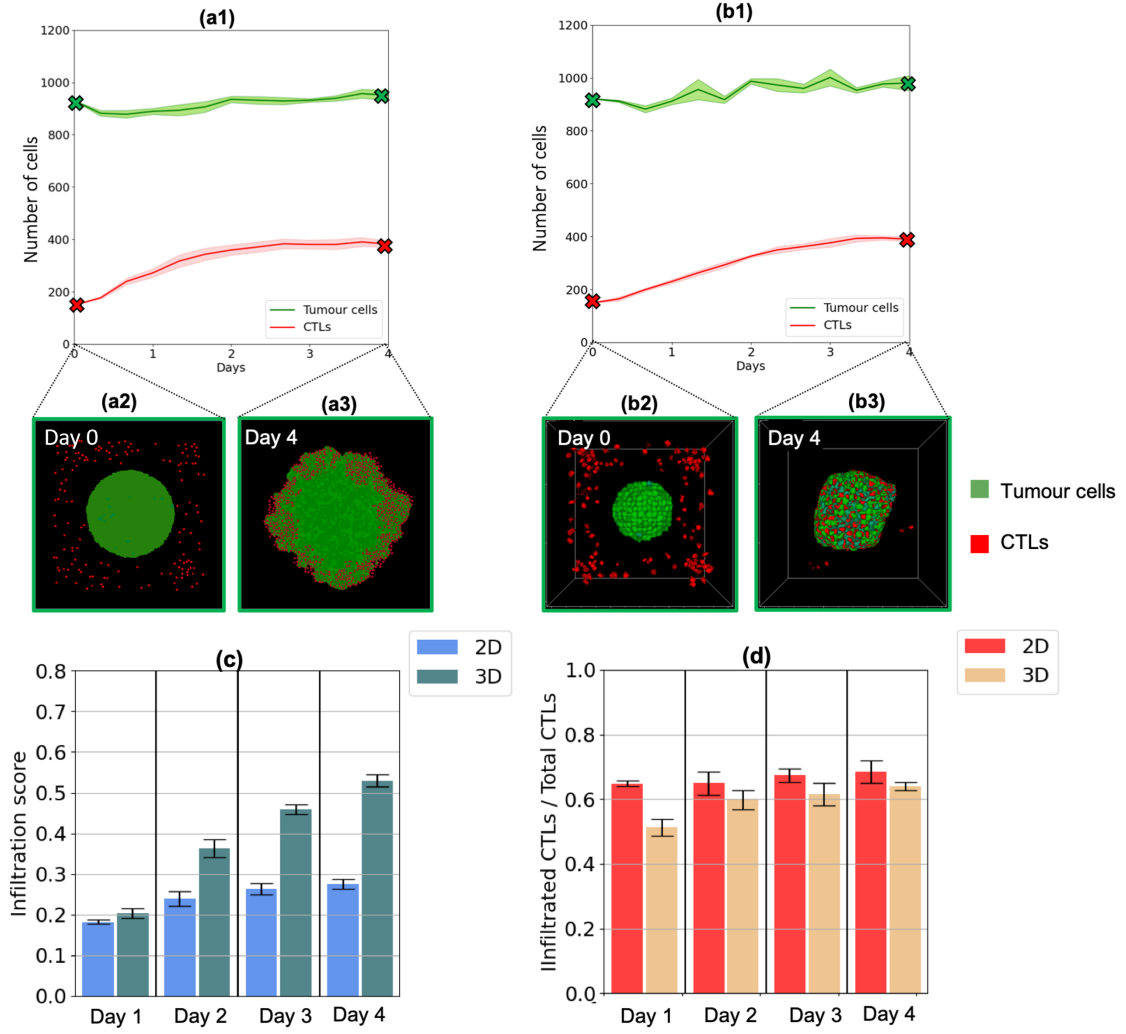 (a1)
1200
1000
800
600
400
200
0
Number of cells
Tumour cells
CTLs
0 1 2 3 4
Days
(b1)
1200
1000
800
600
400
200
0
Number of cells
Tumour cells
CTLs
0 1 2 3 4
Days
(a2)
Day 0
(a3)
Day 4
(b2)
Day 0
(b3)
Day 4
Tumour cells
CTLs
(c)
2D
3D
0.8
0.7
0.6
0.5
0.4
0.3
0.2
0.1
0.0
Infiltration score
Day 1 Day 2 Day 3 Day 4
(d)
2D
3D
1.0
0.8
0.6
0.4
0.2
0.0
IInfiltrated CTLs / Total CTLs
Day 1 Day 2 Day 3 Day 4